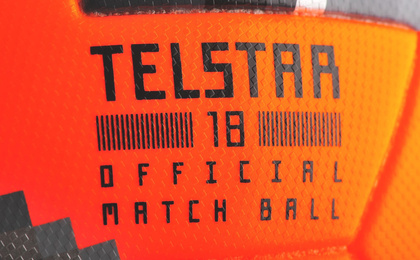 TELSTAR
18
OFFICIAL
MATCH BALL